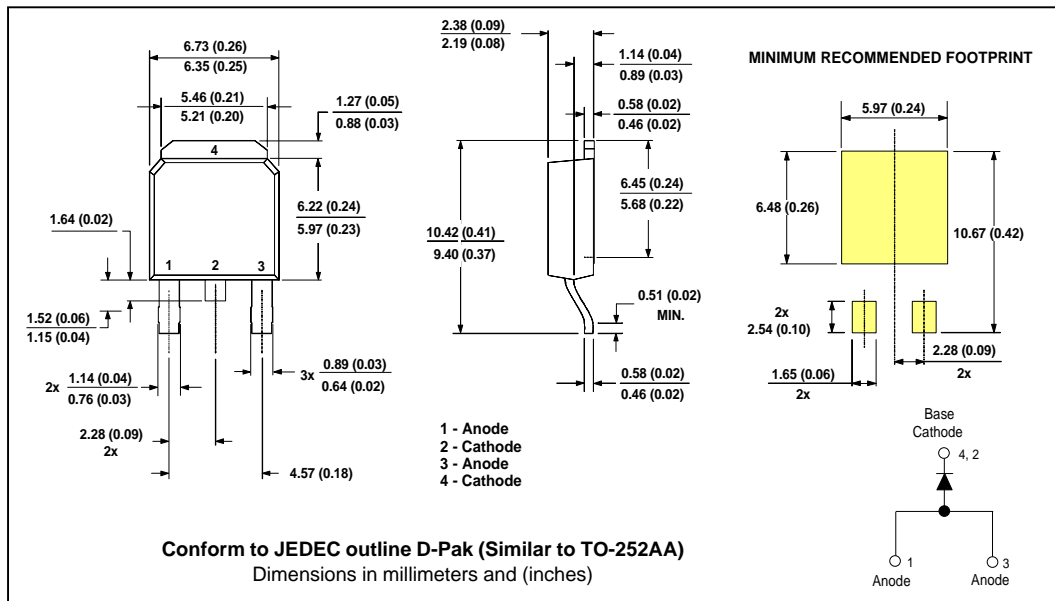 6.73 (0.26)
6.35 (0.25)
5.46 (0.21)
5.21 (0.20)
1.27 (0.05)
0.88 (0.03)
4
6.22 (0.24)
5.97 (0.23)
1.64 (0.02)
1 2 3
1.52 (0.06)
1.15 (0.04)
2x 1.14 (0.04)
0.76 (0.03)
3x 0.89 (0.03)
0.64 (0.02)
2.28 (0.09)
2x
4.57 (0.18)
2.38 (0.09)
2.19 (0.08)
1.14 (0.04)
0.89 (0.03)
0.58 (0.02)
0.46 (0.02)
6.45 (0.24)
5.68 (0.22)
10.42 (0.41)
9.40 (0.37)
0.51 (0.02)
MIN.
0.58 (0.02)
0.46 (0.02)
1 - Anode
2 - Cathode
3 - Anode
4 - Cathode
MINIMUM RECOMMENDED FOOTPRINT
5.97 (0.24)
6.48 (0.26)
10.67 (0.42)
2x
2.54 (0.10)
2.28 (0.09)
2x
1.65 (0.06)
2x
Base
Cathode
4, 2
1
Anode
3
Anode
Conform to JEDEC outline D-Pak (Similar to TO-252AA)
Dimensions in millimeters and (inches)